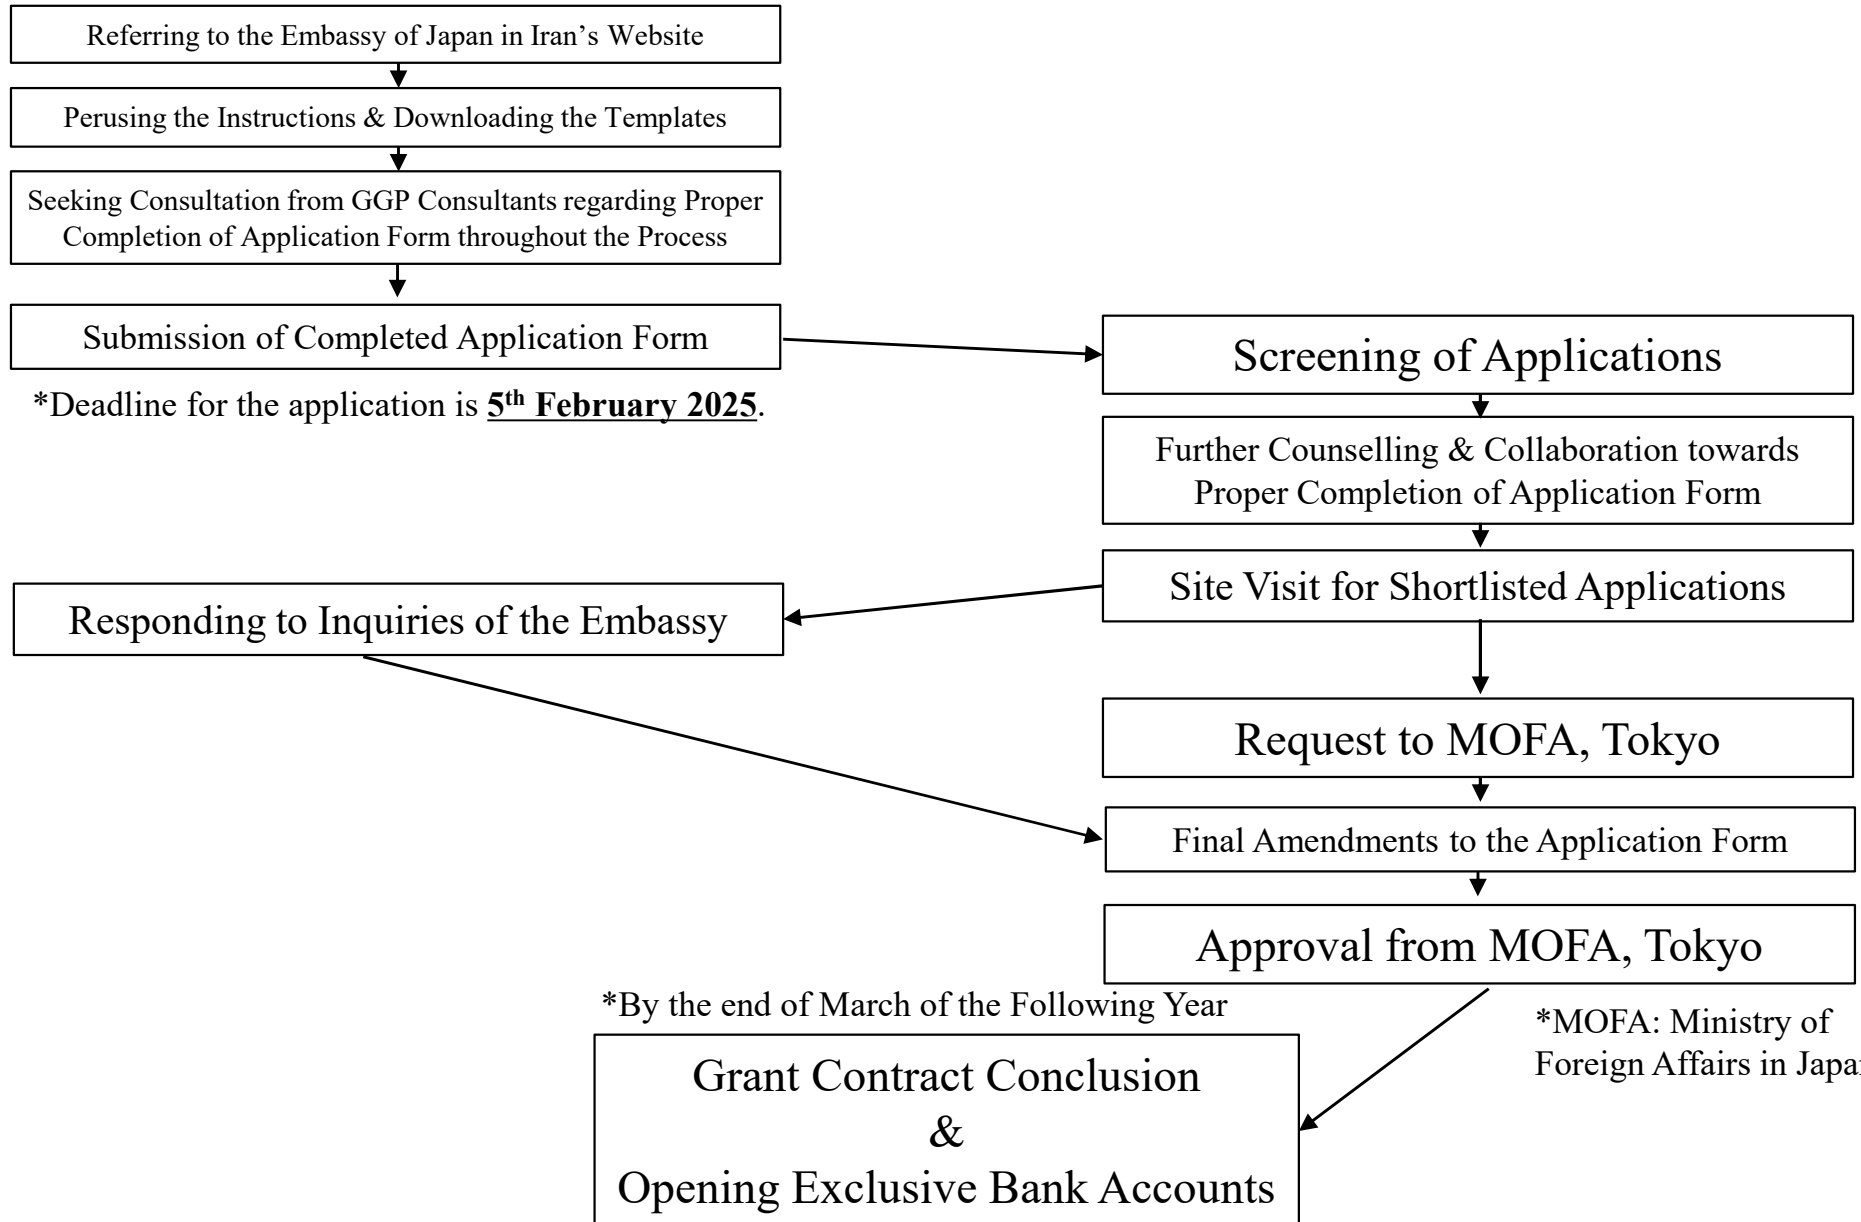 Referring to the Embassy of Japan in Iran’s Website
Perusing the Instructions & Downloading the Templates
Seeking Consultation from GGP Consultants regarding Proper
Completion of Application Form throughout the Process
Submission of Completed Application Form
*Deadline for the application is 5th February 2025.
Screening of Applications
Further Counselling & Collaboration towards
Proper Completion of Application Form
Site Visit for Shortlisted Applications
Responding to Inquiries of the Embassy
Request to MOFA, Tokyo
Final Amendments to the Application Form
Approval from MOFA, Tokyo
*By the end of March of the Following Year
*MOFA: Ministry of
Foreign Affairs in
Grant Contract Conclusion
&
Opening Exclusive Bank Accounts